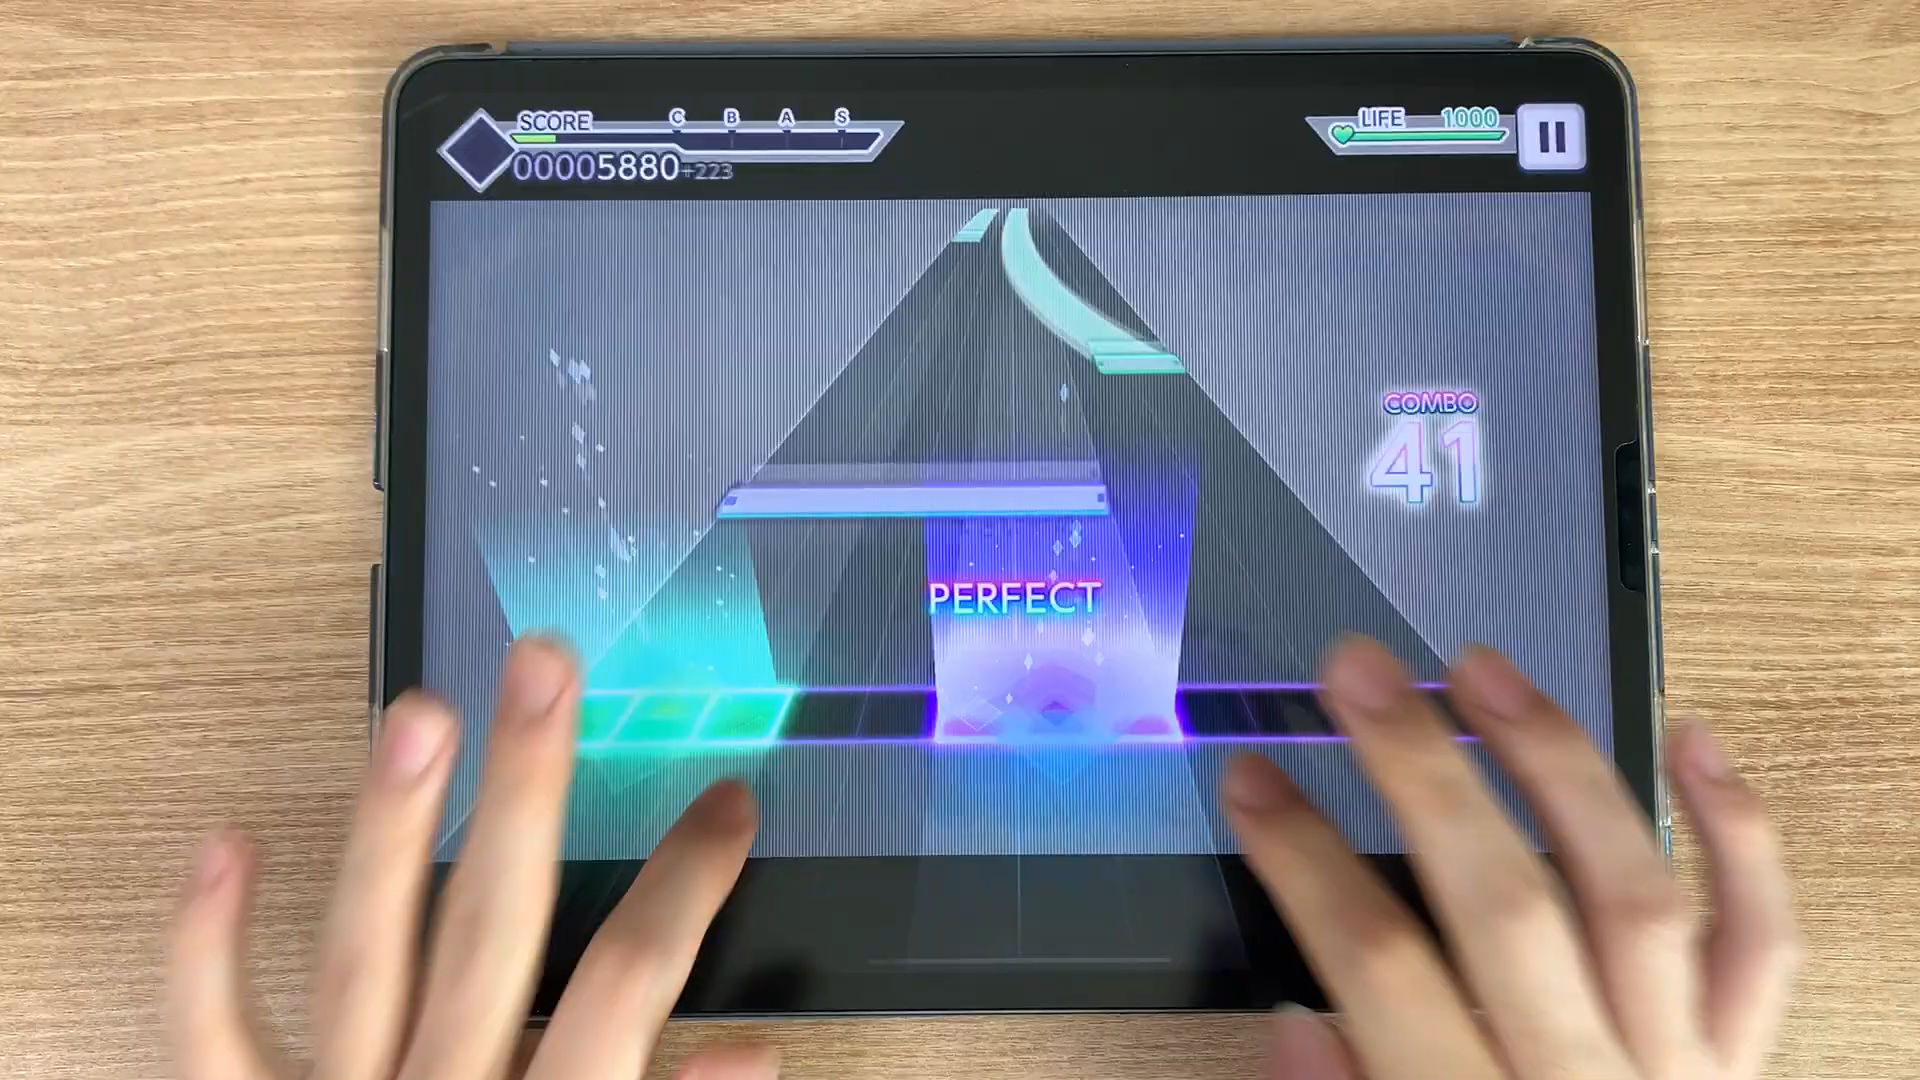 SCORE
C B A S
00005880+223
LIFE 1000
COMBO
41
PERFECT